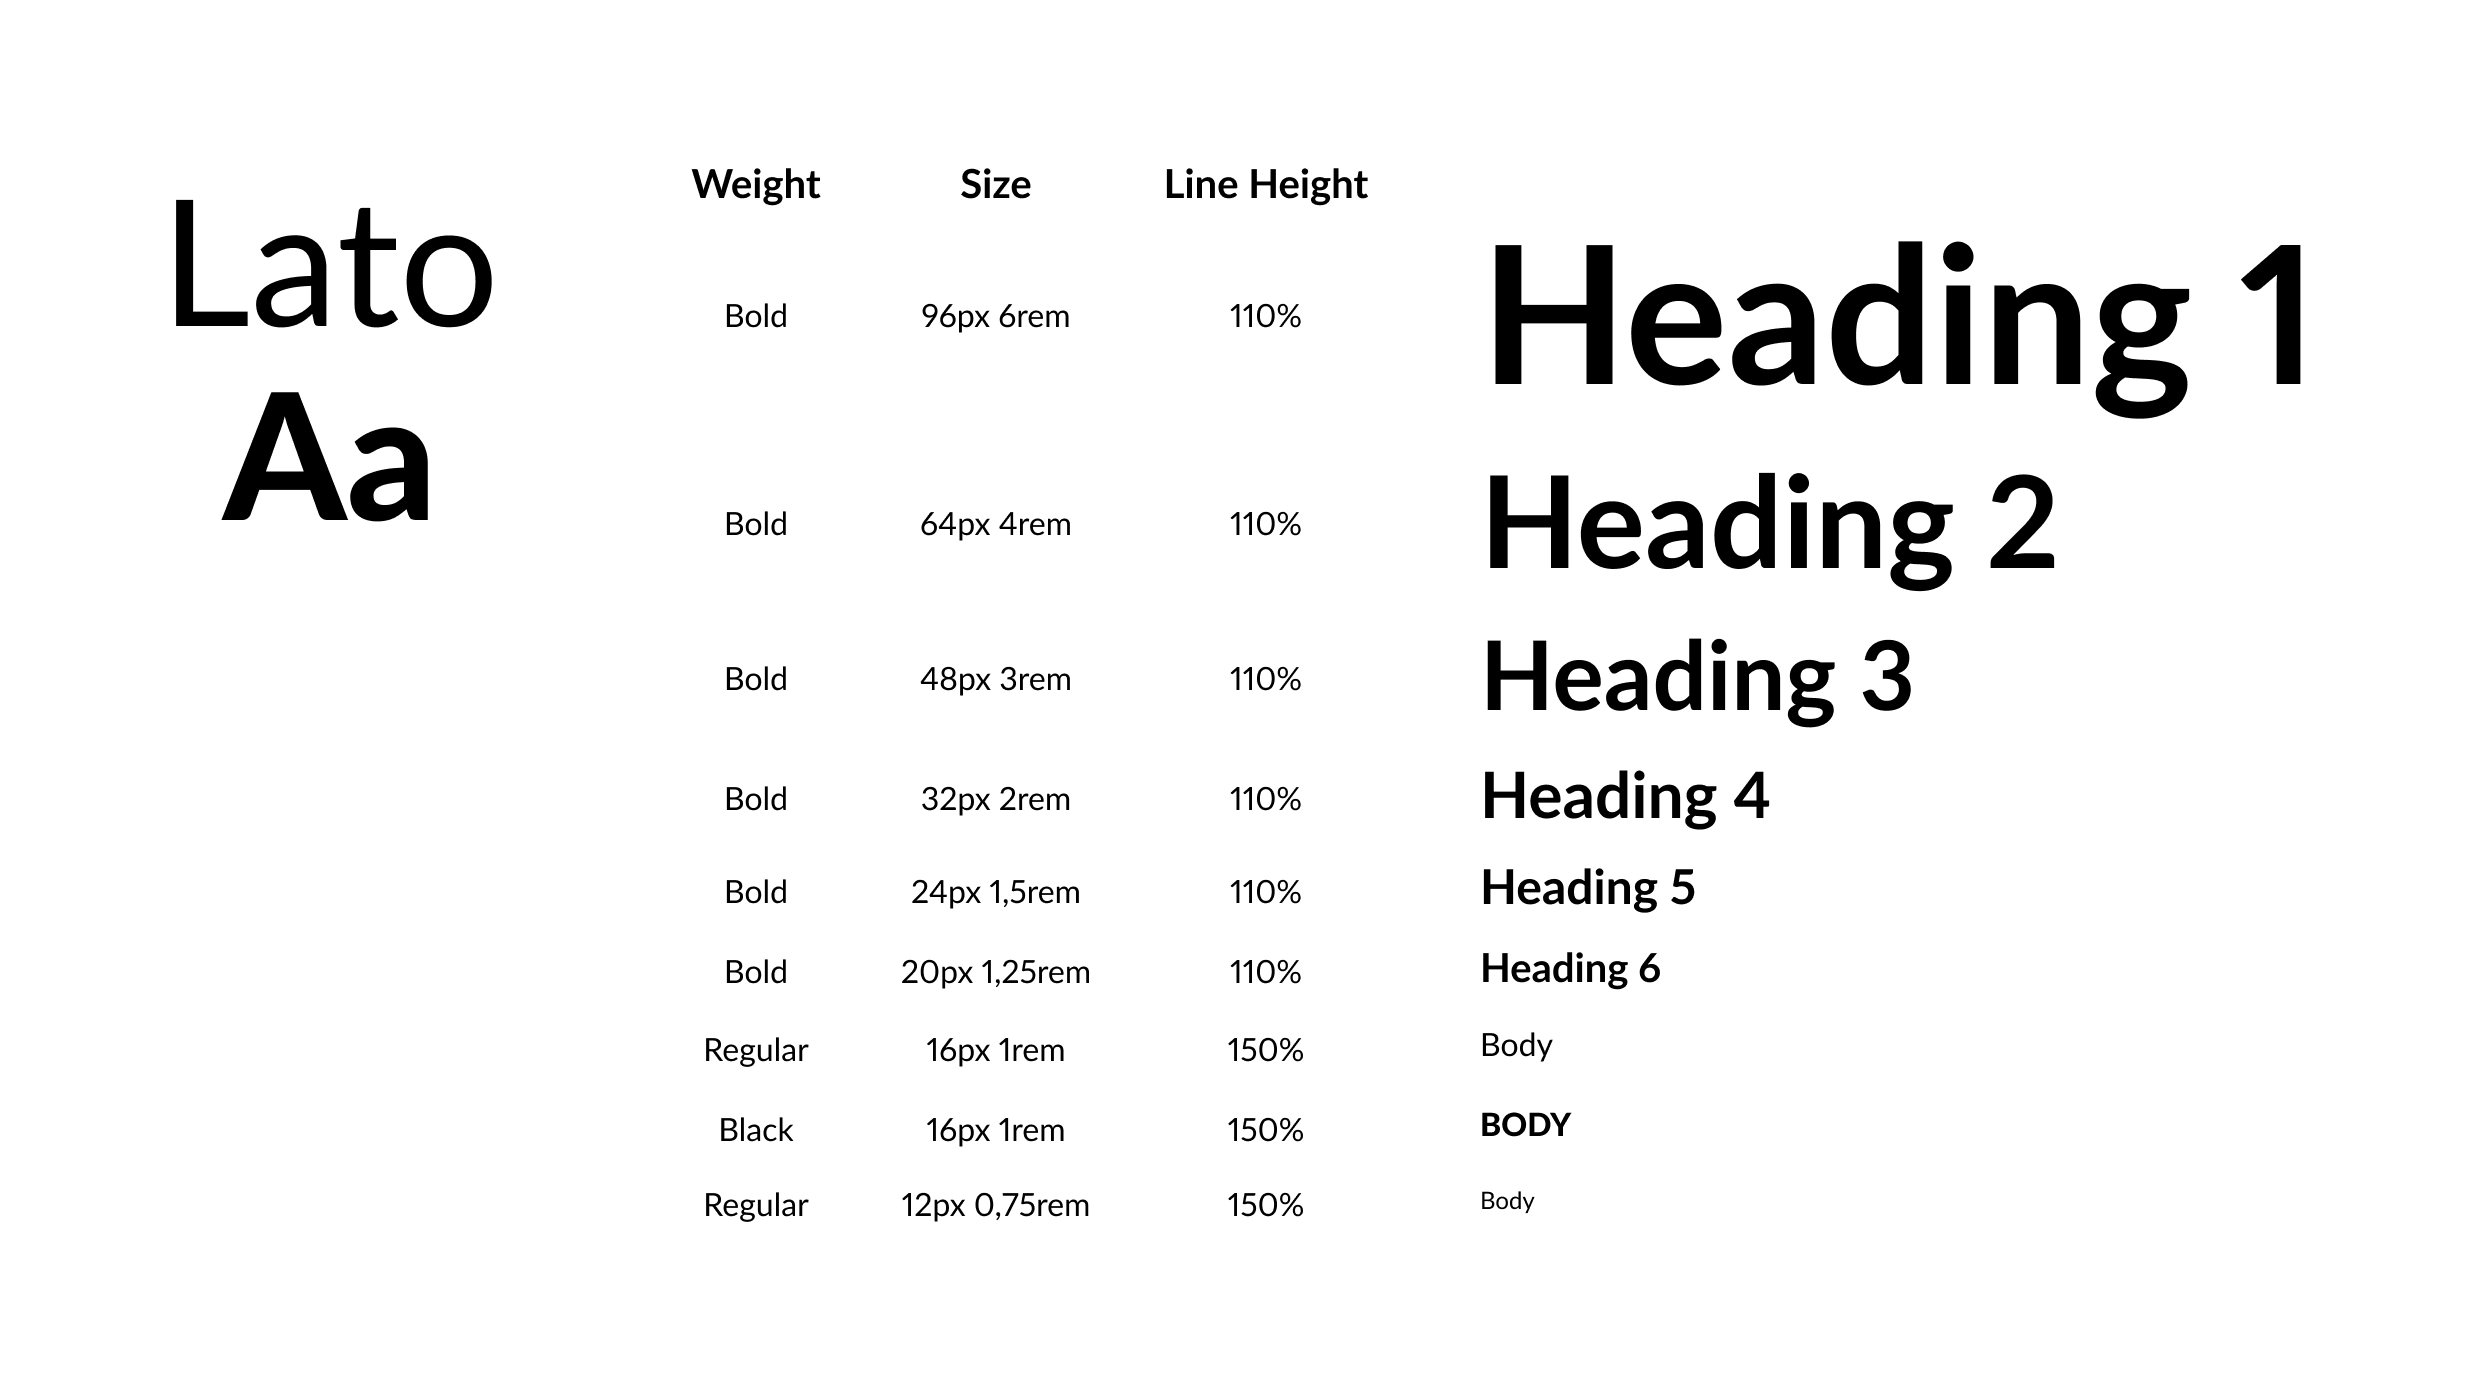 Lato
Aa
Weight Size Line Height
Bold 96px 6rem 110% Heading 1
Bold 64px 4rem 110% Heading 2
Bold 48px 3rem 110% Heading 3
Bold 32px 2rem 110% Heading 4
Bold 24px 1,5rem 110% Heading 5
Bold 20px 1,25rem 110% Heading 6
Regular 16px 1rem 150% Body
Black 16px 1rem 150% BODY
Regular 12px 0,75rem 150% Body